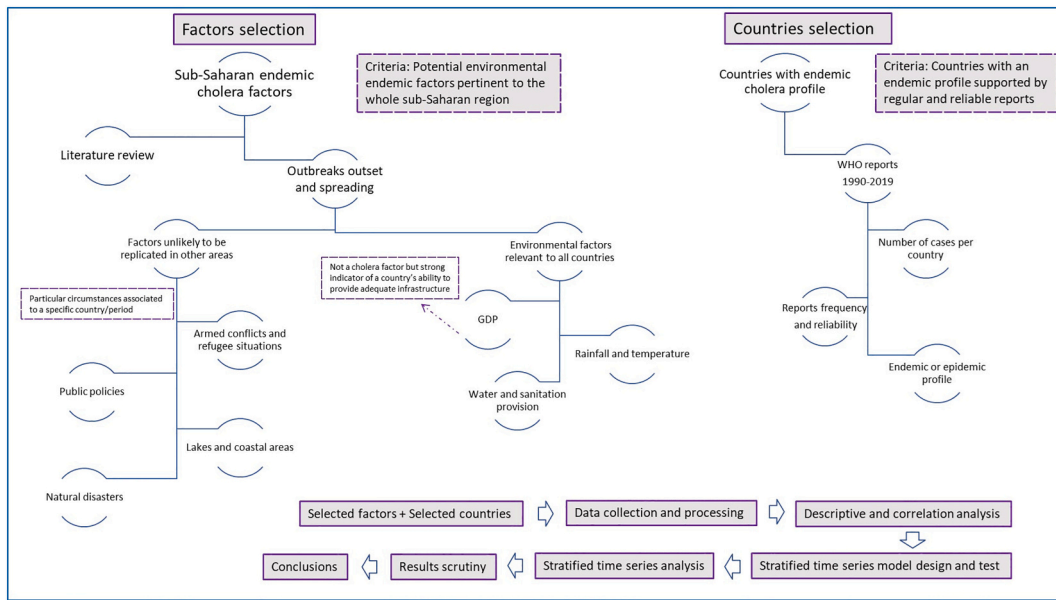 Factors selection
Countries selection
Sub-Saharan endemic
cholera factors
Criteria: Potential environmental
endemic factors pertinent to the
whole sub-Saharan region
Countries with endemic
cholera profile
Criteria: Countries with an
endemic profile supported by
regular and reliable reports
Literature review
Outbreaks outset
and spreading
WHO reports
1990-2019
Factors unlikely to be
replicated in other areas
Environmental factors
relevant to all countries
Number of cases per
country
Not a cholera factor but strong
indicator of a country's ability to
provide adequate infrastructure
Particular circumstances associated
to a specific country/period
GDP
Reports frequency
and reliability
Armed conflicts and
refugee situations
Rainfall and temperature
Endemic or epidemic
profile
Public policies
Water and sanitation
provision
Lakes and coastal areas
Natural disasters
Selected factors + Selected countries
Data collection and processing
Descriptive and correlation analysis
Stratified time series model design and test
Stratified time series analysis
Results scrutiny
Conclusions